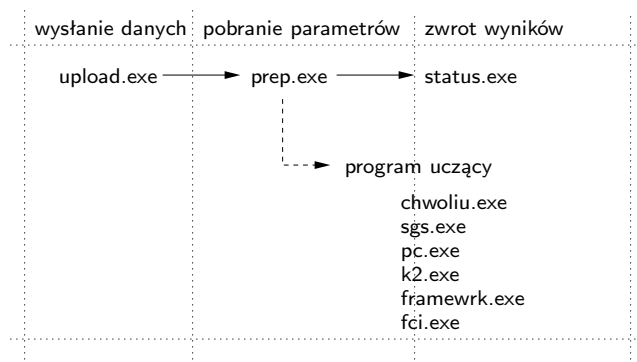 wysłanie danych pobranie parametrów zwrot wyników
upload.exe prep.exe status.exe
program uczący
chwoliu.exe
sgs.exe
pc.exe
k2.exe
framewrk.exe
fci.exe